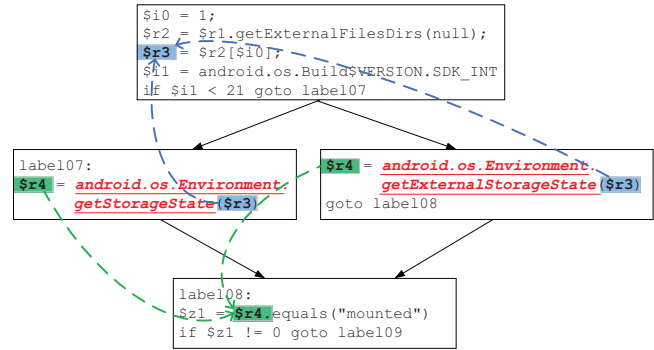 $i0 = 1;
$r2 = $r1.getExternalFilesDirs(null);
$r3 = $r2[$i0];
$i1 = android.os.Build$VERSION.SDK_INT
if $i1 < 21 goto label07
label07:
$r4 = android.os.Environment.
getStorageState($r3)
$r4 = android.os.Environment.
getExternalStorageState($r3)
goto label08
label08:
$z1 = $r4.equals("mounted")
if $z1 != 0 goto label09